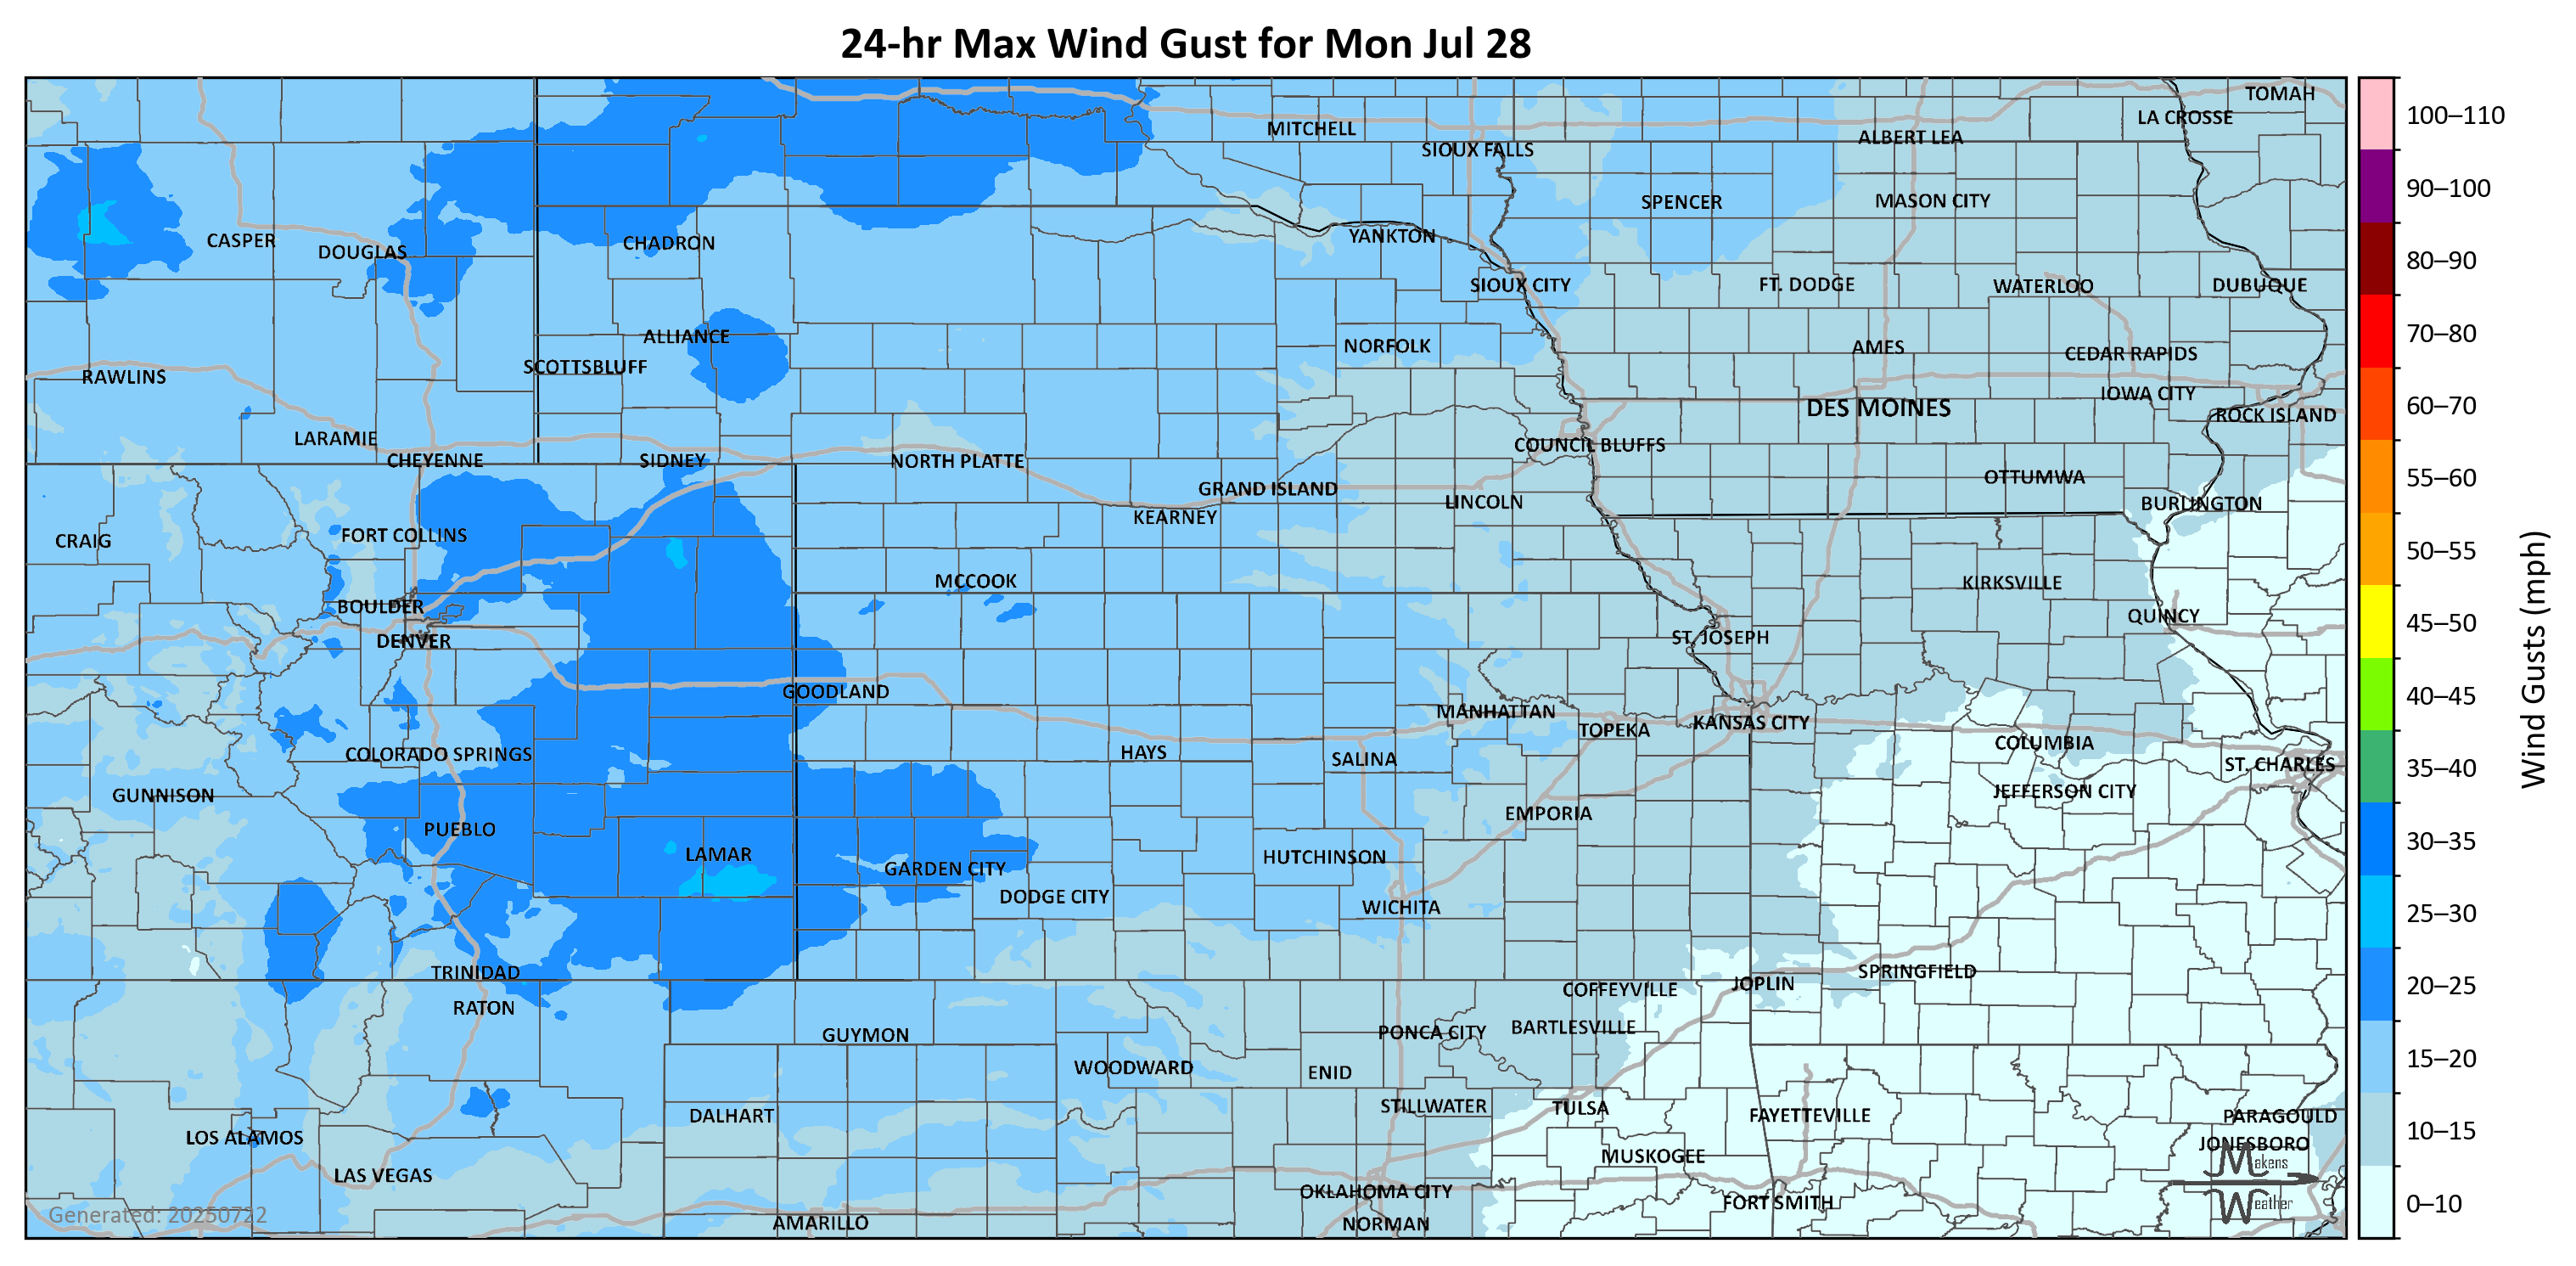 24-hr Max Wind Gust for Mon Jul 28
TOMAH
LA CROSSE
MITCHELL
ALBERT LEA
SIOUX FALLS
SPENCER
MASON CITY
CASPER
DOUGLAS
CHADRON
YANKTON
SIOUX CITY
FT. DODGE
WATERLOO
DUBUQUE
ALLIANCE
NORFOLK
AMES
CEDAR RAPIDS
SCOTTSBLUFF
RAWLINS
IOWA CITY
DES MOINES
ROCK ISLAND
LARAMIE
COUNCIL BLUFFS
CHEYENNE
SIDNEY
NORTH PLATTE
OTTUMWA
GRAND ISLAND
LINCOLN
BURLINGTON
KEARNEY
CRAIG
FORT COLLINS
MCCOOK
KIRKSVILLE
BOULDER
QUINCY
DENVER
ST. JOSEPH
GOODLAND
MANHATTAN
TOPEKA
KANSAS CITY
COLUMBIA
COLORADO SPRINGS
HAYS
SALINA
ST. CHARLES
GUNNISON
JEFFERSON CITY
EMPORIA
PUEBLO
LAMAR
HUTCHINSON
GARDEN CITY
DODGE CITY
WICHITA
TRINIDAD
SPRINGFIELD
JOPLIN
COFFEYVILLE
RATON
GUYMON
PONCA CITY
BARTLESVILLE
WOODWARD
ENID
STILLWATER
TULSA
DALHART
FAYETTEVILLE
PARAGOULD
LOS ALAMOS
JONESBORO
MUSKOGEE
LAS VEGAS
OKLAHOMA CITY
FORT SMITH
AMARILLO
NORMAN
Generated: 20250722
Makens
Weather
100–110
90–100
80–90
70–80
60–70
55–60
50–55
45–50
40–45
35–40
30–35
25–30
20–25
15–20
10–15
0–10
Wind Gusts (mph)